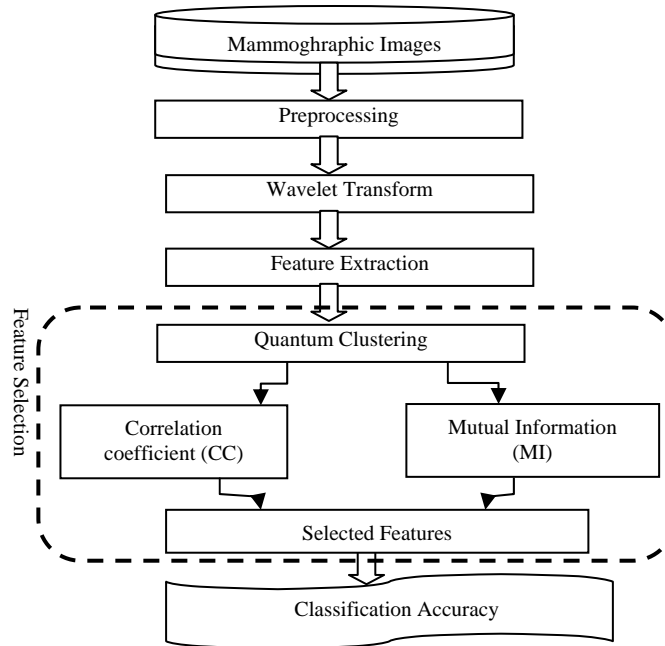 Mammoghraphic Images
Preprocessing
Wavelet Transform
Feature Extraction
Feature Selection
Quantum Clustering
Correlation
coefficient (CC)
Mutual Information
(MI)
Selected Features
Classification Accuracy